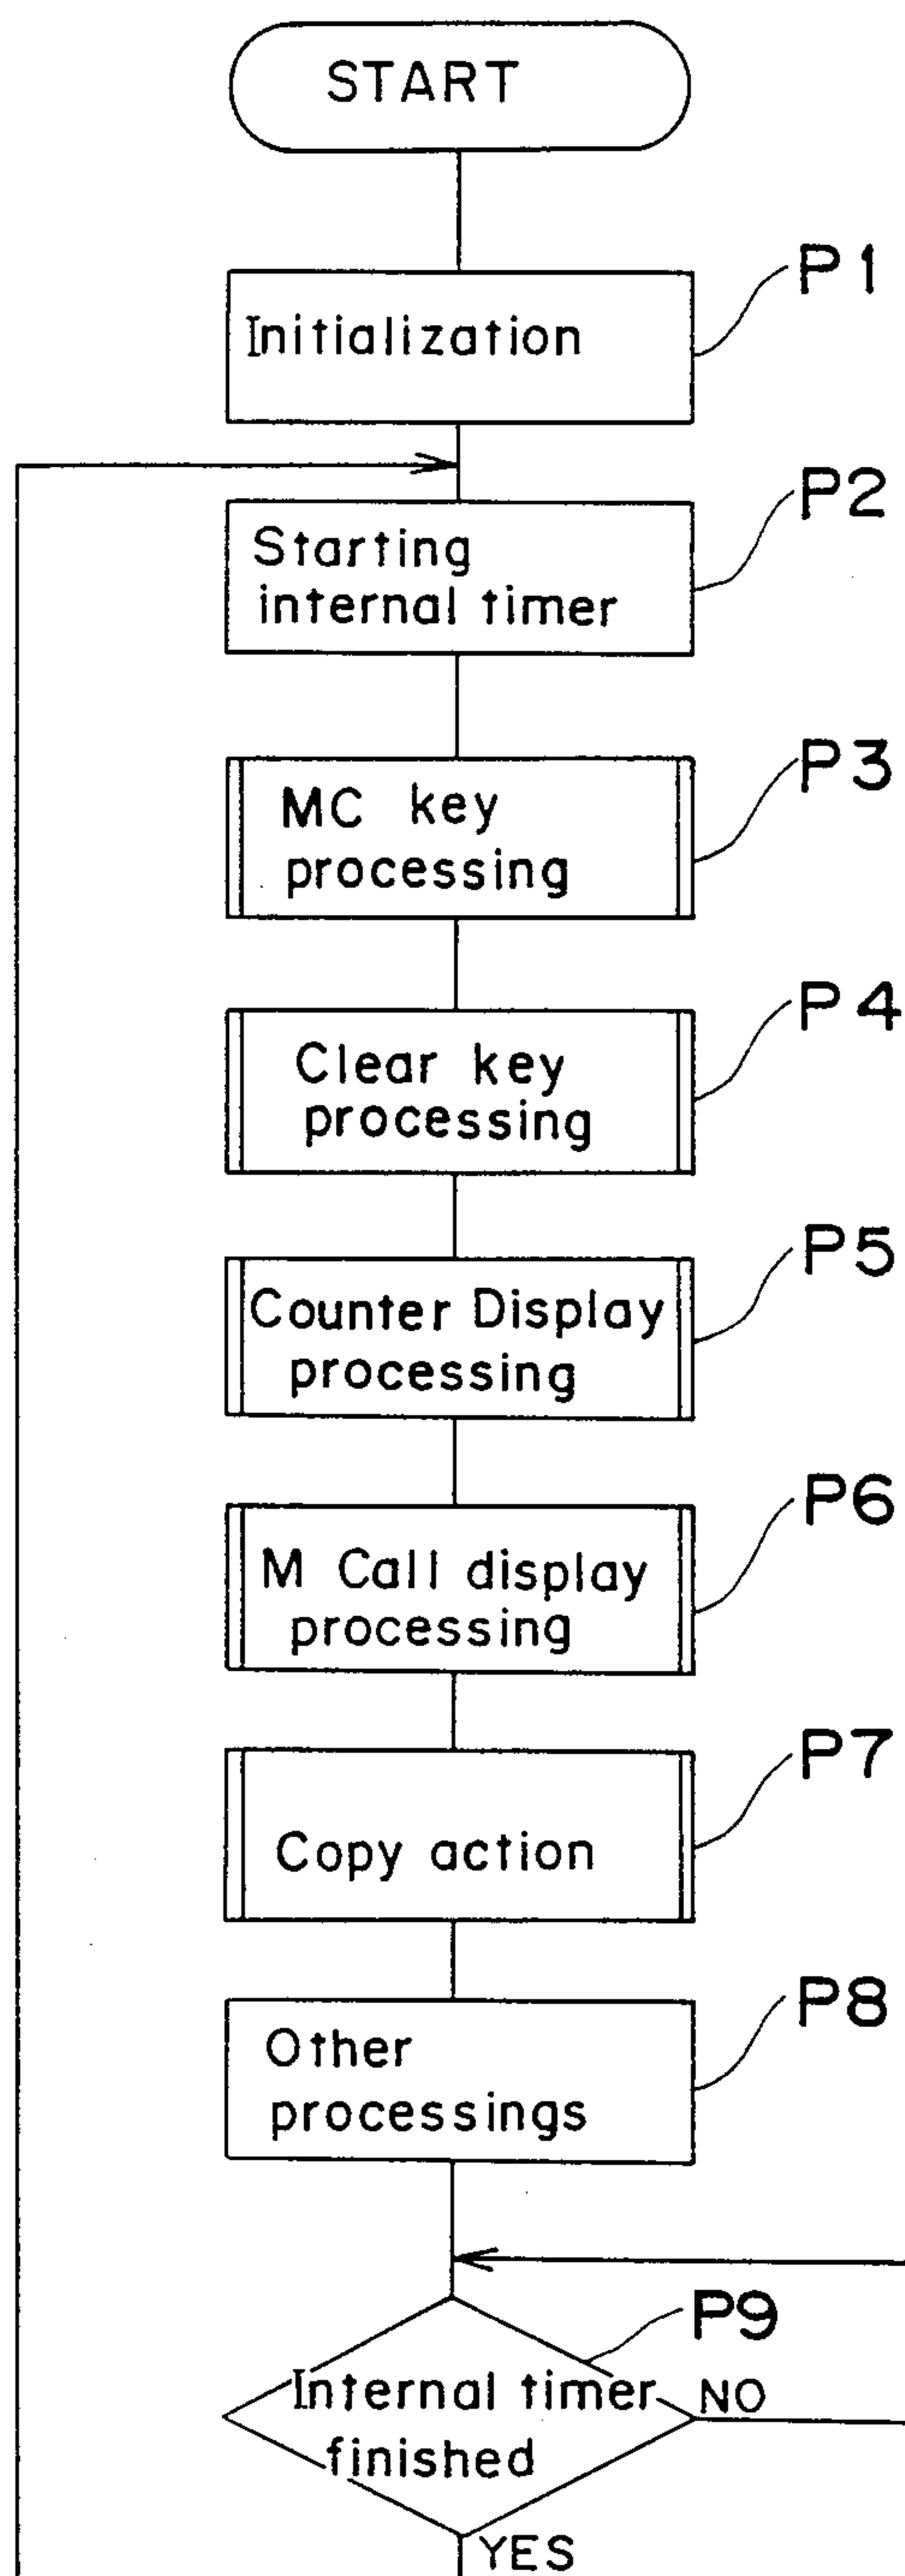 START
P1
Initialization
P2
Starting
internal timer
P3
MC key
processing
P4
Clear key
processing
P5
Counter Display
processing
P6
M Call display
processing
P7
Copy action
P8
Other
processings
P9
Internal timer
finished
NO
YES